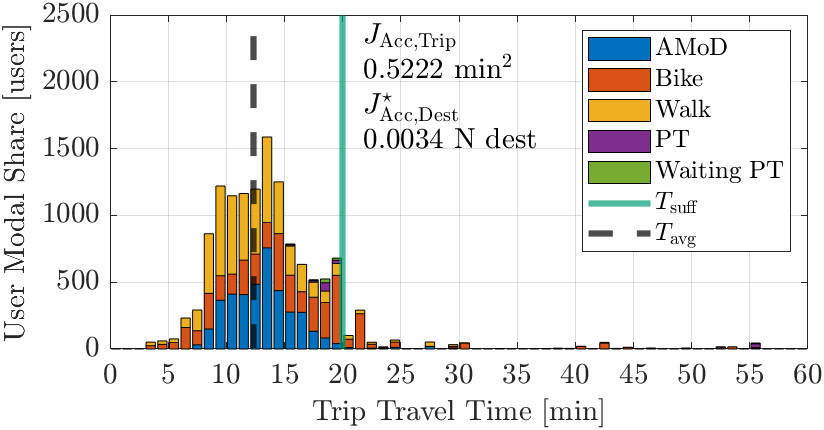 2500
2000
1500
1000
500
0
User Modal Share [users]
J_Acc,Trip
0.5222 min²
J*_Acc,Dest
0.0034 N dest
AMoD
Bike
Walk
PT
Waiting PT
T_suff
T_avg
0 5 10 15 20 25 30 35 40 45 50 55 60
Trip Travel Time [min]